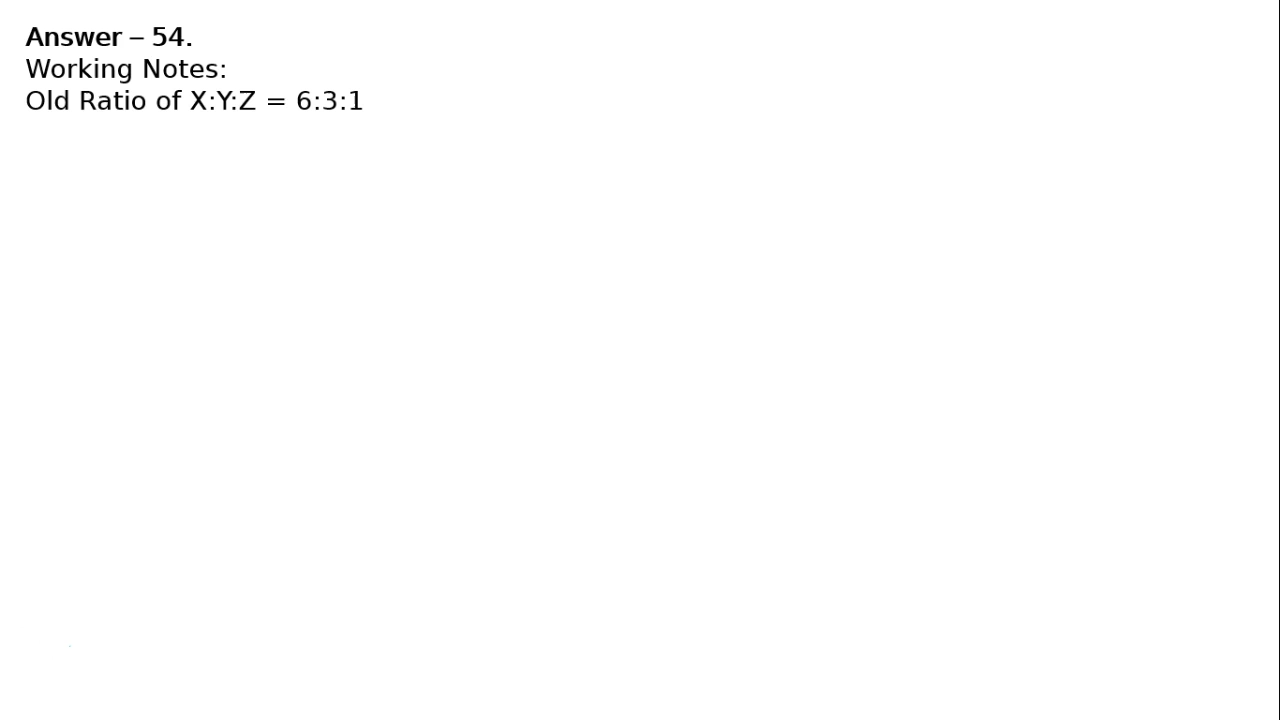 Answer – 54.
Working Notes:
Old Ratio of X:Y:Z = 6:3:1